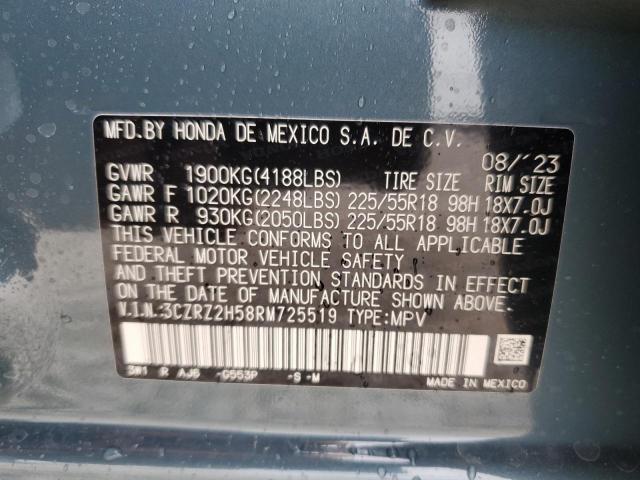 MFD.BY HONDA DE MEXICO S.A. DE C.V.
08/'23
GVWR 1900KG(4188LBS) TIRE SIZE RIM SIZE
GAWR F 1020KG(2248LBS) 225/55R18 98H 18X7.0J
GAWR R 930KG(2050LBS) 225/55R18 98H 18X7.0J
THIS VEHICLE CONFORMS TO ALL APPLICABLE
FEDERAL MOTOR VEHICLE SAFETY
AND THEFT PREVENTION STANDARDS IN EFFECT
ON THE DATE OF MANUFACTURE SHOWN ABOVE.
V.I.N.:3CZRZ2H58RM725519 TYPE:MPV
3W1 R AJ6 -G553P -S -M
MADE IN MEXICO